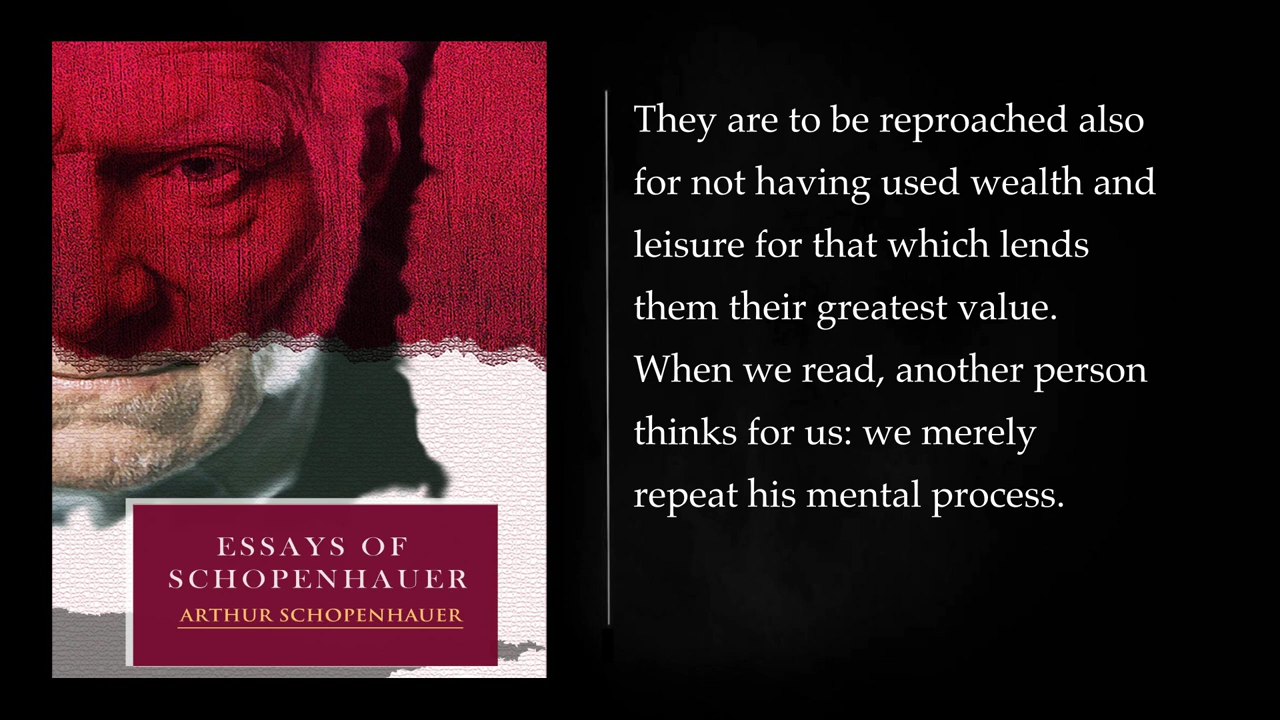 ESSAYS OF
SCHOPENHAUER
ARTHUR SCHOPENHAUER
They are to be reproached also
for not having used wealth and
leisure for that which lends
them their greatest value.
When we read, another person
thinks for us: we merely
repeat his mental process.